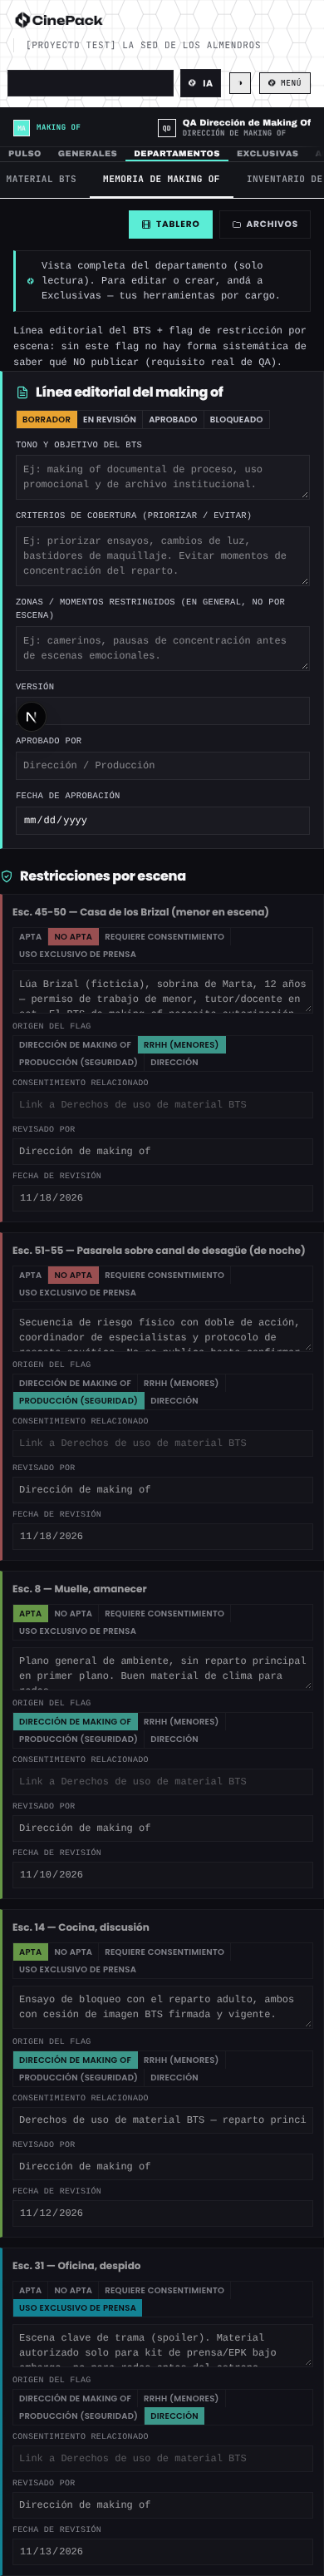 CinePack
[PROYECTO TEST] LA SED DE LOS ALMENDROS
IA
MENÚ
MA
MAKING OF
QD
QA Dirección de Making Of
DIRECCIÓN DE MAKING OF
PULSO
GENERALES
DEPARTAMENTOS
EXCLUSIVAS
A
MATERIAL BTS
MEMORIA DE MAKING OF
INVENTARIO DE
TABLERO
ARCHIVOS
Vista completa del departamento (solo
lectura). Para editar o crear, andá a
Exclusivas — tus herramientas por cargo.
Línea editorial del BTS + flag de restricción por
escena: sin este flag no hay forma sistemática de
saber qué NO publicar (requisito real de QA).
Línea editorial del making of
BORRADOR
EN REVISIÓN
APROBADO
BLOQUEADO
TONO Y OBJETIVO DEL BTS
Ej: making of documental de proceso, uso
promocional y de archivo institucional.
CRITERIOS DE COBERTURA (PRIORIZAR / EVITAR)
Ej: priorizar ensayos, cambios de luz,
bastidores de maquillaje. Evitar momentos de
concentración del reparto.
ZONAS / MOMENTOS RESTRINGIDOS (EN GENERAL, NO POR
ESCENA)
Ej: camerinos, pausas de concentración antes
de escenas emocionales.
VERSIÓN
N
APROBADO POR
Dirección / Producción
FECHA DE APROBACIÓN
mm/dd/yyyy
Restricciones por escena
Esc. 45-50 — Casa de los Brizal (menor en escena)
APTA
NO APTA
REQUIERE CONSENTIMIENTO
USO EXCLUSIVO DE PRENSA
Lúa Brizal (ficticia), sobrina de Marta, 12 años
— permiso de trabajo de menor, tutor/docente en
set. El BTS de making of necesita autorización
ORIGEN DEL FLAG
DIRECCIÓN DE MAKING OF
RRHH (MENORES)
PRODUCCIÓN (SEGURIDAD)
DIRECCIÓN
CONSENTIMIENTO RELACIONADO
Link a Derechos de uso de material BTS
REVISADO POR
Dirección de making of
FECHA DE REVISIÓN
11/18/2026
Esc. 51-55 — Pasarela sobre canal de desagüe (de noche)
APTA
NO APTA
REQUIERE CONSENTIMIENTO
USO EXCLUSIVO DE PRENSA
Secuencia de riesgo físico con doble de acción,
coordinador de especialistas y protocolo de
ORIGEN DEL FLAG
DIRECCIÓN DE MAKING OF
RRHH (MENORES)
PRODUCCIÓN (SEGURIDAD)
DIRECCIÓN
CONSENTIMIENTO RELACIONADO
Link a Derechos de uso de material BTS
REVISADO POR
Dirección de making of
FECHA DE REVISIÓN
11/18/2026
Esc. 8 — Muelle, amanecer
APTA
NO APTA
REQUIERE CONSENTIMIENTO
USO EXCLUSIVO DE PRENSA
Plano general de ambiente, sin reparto principal
en primer plano. Buen material de clima para
ORIGEN DEL FLAG
DIRECCIÓN DE MAKING OF
RRHH (MENORES)
PRODUCCIÓN (SEGURIDAD)
DIRECCIÓN
CONSENTIMIENTO RELACIONADO
Link a Derechos de uso de material BTS
REVISADO POR
Dirección de making of
FECHA DE REVISIÓN
11/10/2026
Esc. 14 — Cocina, discusión
APTA
NO APTA
REQUIERE CONSENTIMIENTO
USO EXCLUSIVO DE PRENSA
Ensayo de bloqueo con el reparto adulto, ambos
con cesión de imagen BTS firmada y vigente.
ORIGEN DEL FLAG
DIRECCIÓN DE MAKING OF
RRHH (MENORES)
PRODUCCIÓN (SEGURIDAD)
DIRECCIÓN
CONSENTIMIENTO RELACIONADO
Derechos de uso de material BTS — reparto princi
REVISADO POR
Dirección de making of
FECHA DE REVISIÓN
11/12/2026
Esc. 31 — Oficina, despido
APTA
NO APTA
REQUIERE CONSENTIMIENTO
USO EXCLUSIVO DE PRENSA
Escena clave de trama (spoiler). Material
autorizado solo para kit de prensa/EPK bajo
ORIGEN DEL FLAG
DIRECCIÓN DE MAKING OF
RRHH (MENORES)
PRODUCCIÓN (SEGURIDAD)
DIRECCIÓN
CONSENTIMIENTO RELACIONADO
Link a Derechos de uso de material BTS
REVISADO POR
Dirección de making of
FECHA DE REVISIÓN
11/13/2026